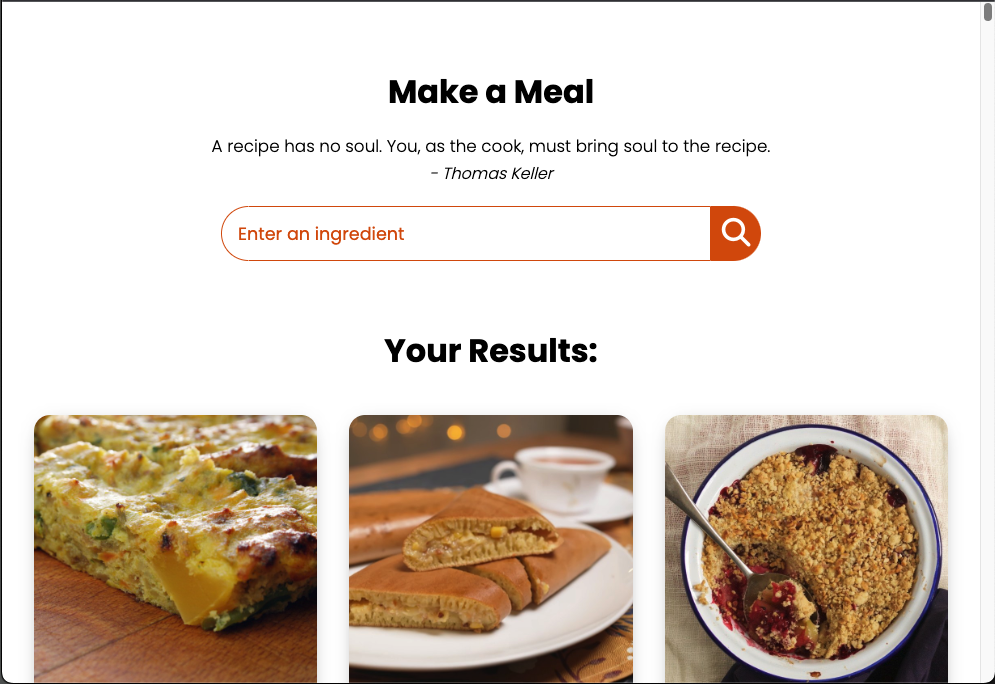 Make a Meal
A recipe has no soul. You, as the cook, must bring soul to the recipe.
- Thomas Keller
Enter an ingredient
Your Results: